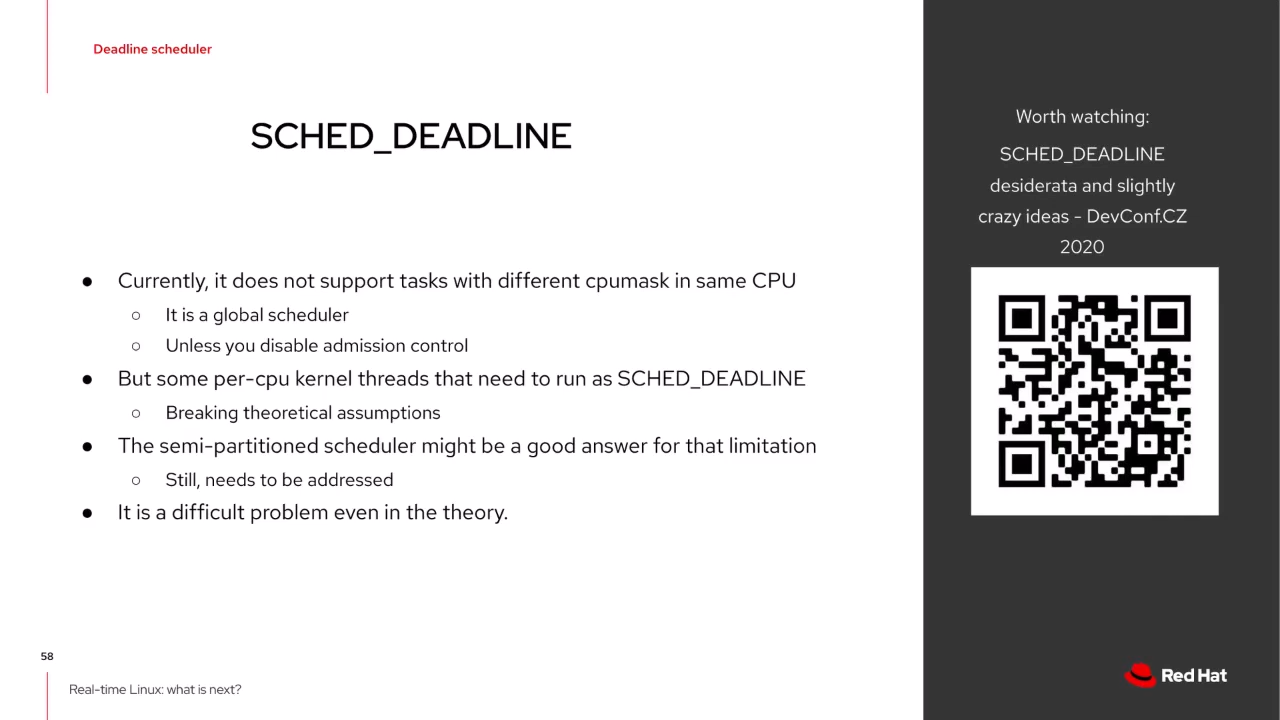 Deadline scheduler
SCHED_DEADLINE
● Currently, it does not support tasks with different cpumask in same CPU
○ It is a global scheduler
○ Unless you disable admission control
● But some per-cpu kernel threads that need to run as SCHED_DEADLINE
○ Breaking theoretical assumptions
● The semi-partitioned scheduler might be a good answer for that limitation
○ Still, needs to be addressed
● It is a difficult problem even in the theory.
58
Real-time Linux: what is next?
Worth watching:
SCHED_DEADLINE
desiderata and slightly
crazy ideas - DevConf.CZ
2020
Red Hat